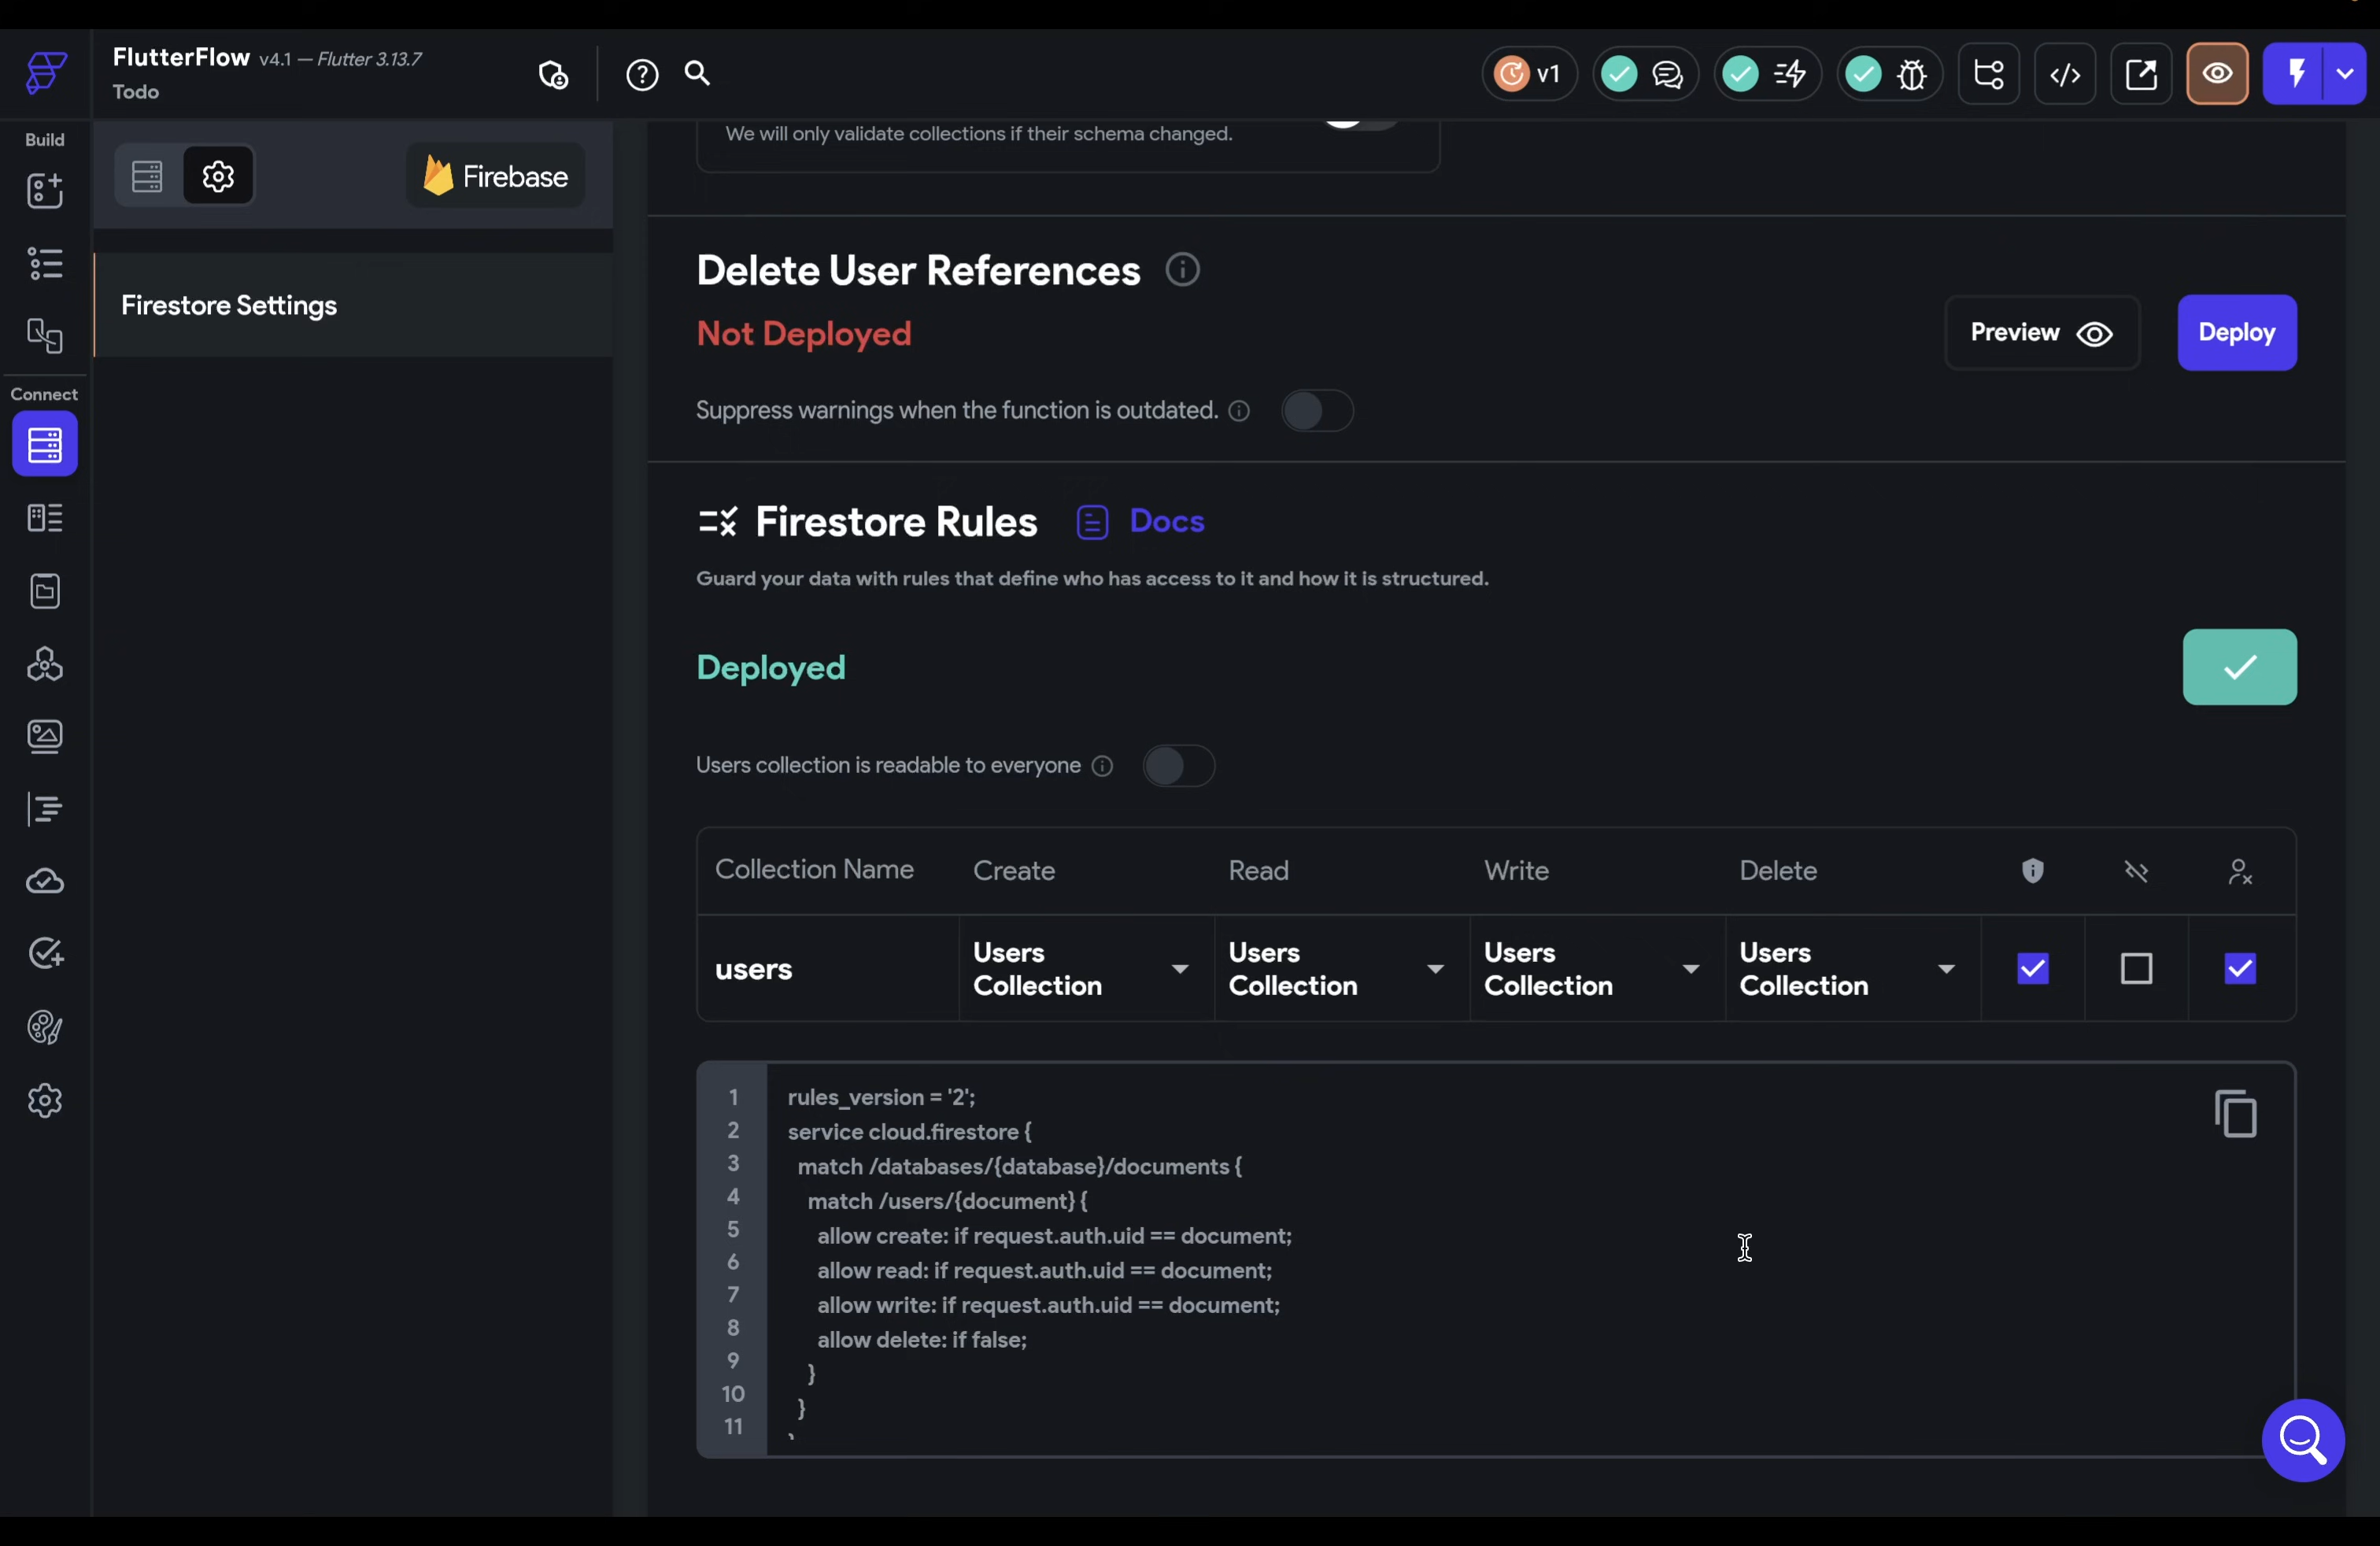 FlutterFlow v4.1 — Flutter 3.13.7
Todo
v1
Build
Connect
Firebase
Firestore Settings
We will only validate collections if their schema changed.
Delete User References
Not Deployed
Preview
Deploy
Suppress warnings when the function is outdated.
Firestore Rules
Docs
Guard your data with rules that define who has access to it and how it is structured.
Deployed
Users collection is readable to everyone
Collection Name Create Read Write Delete
users Users Collection Users Collection Users Collection Users Collection
1 rules_version = '2';
2 service cloud.firestore {
3 match /databases/{database}/documents {
4 match /users/{document} {
5 allow create: if request.auth.uid == document;
6 allow read: if request.auth.uid == document;
7 allow write: if request.auth.uid == document;
8 allow delete: if false;
9 }
10 }
11